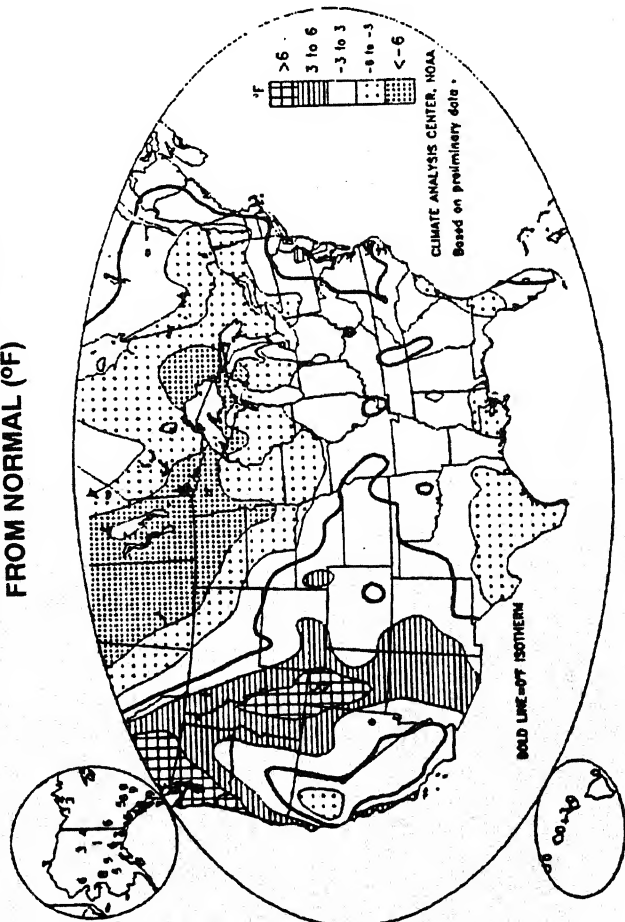 FROM NORMAL (°F)
°F
>6
3 to 6
-3 to 3
-6 to -3
<-6
CLIMATE ANALYSIS CENTER, NOAA
Based on preliminary data
BOLD LINE=0°F ISOTHERM